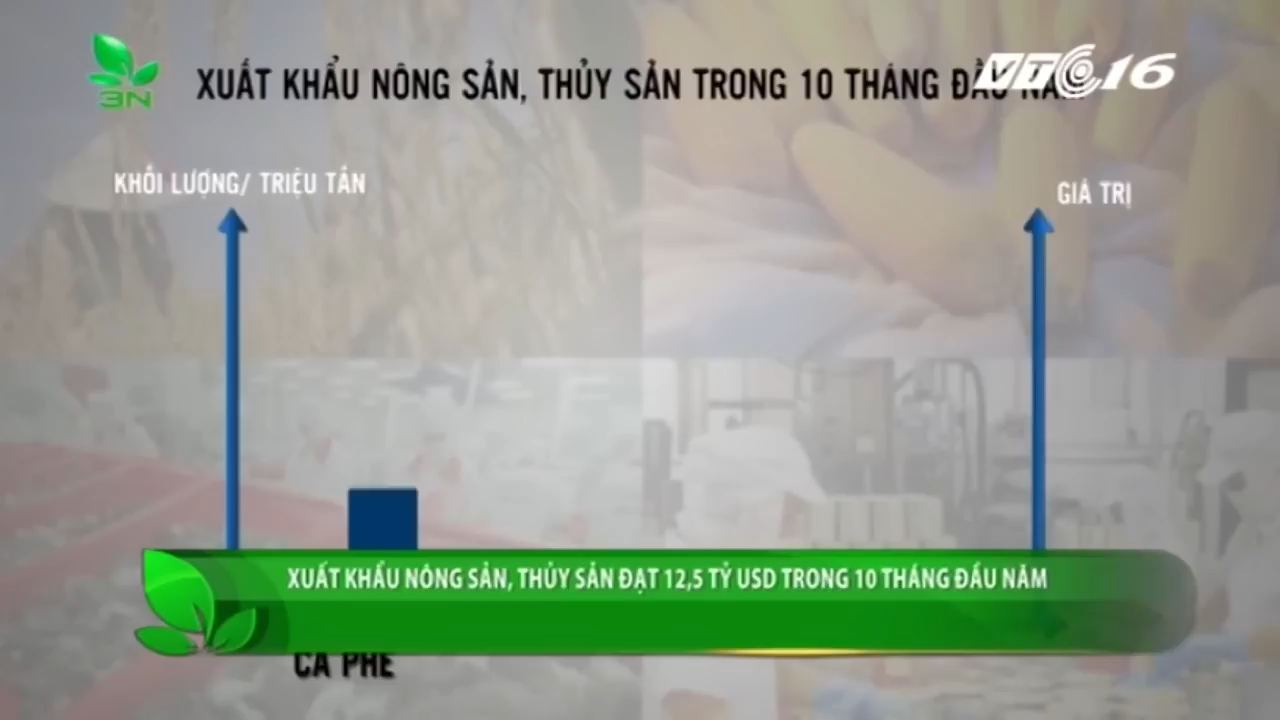 3N
XUẤT KHẨU NÔNG SẢN, THỦY SẢN TRONG 10 THÁNG ĐẦU NĂM
VTC16
KHỐI LƯỢNG/ TRIỆU TẤN
GIÁ TRỊ
XUẤT KHẨU NÔNG SẢN, THỦY SẢN ĐẠT 12,5 TỶ USD TRONG 10 THÁNG ĐẦU NĂM
CÀ PHÊ